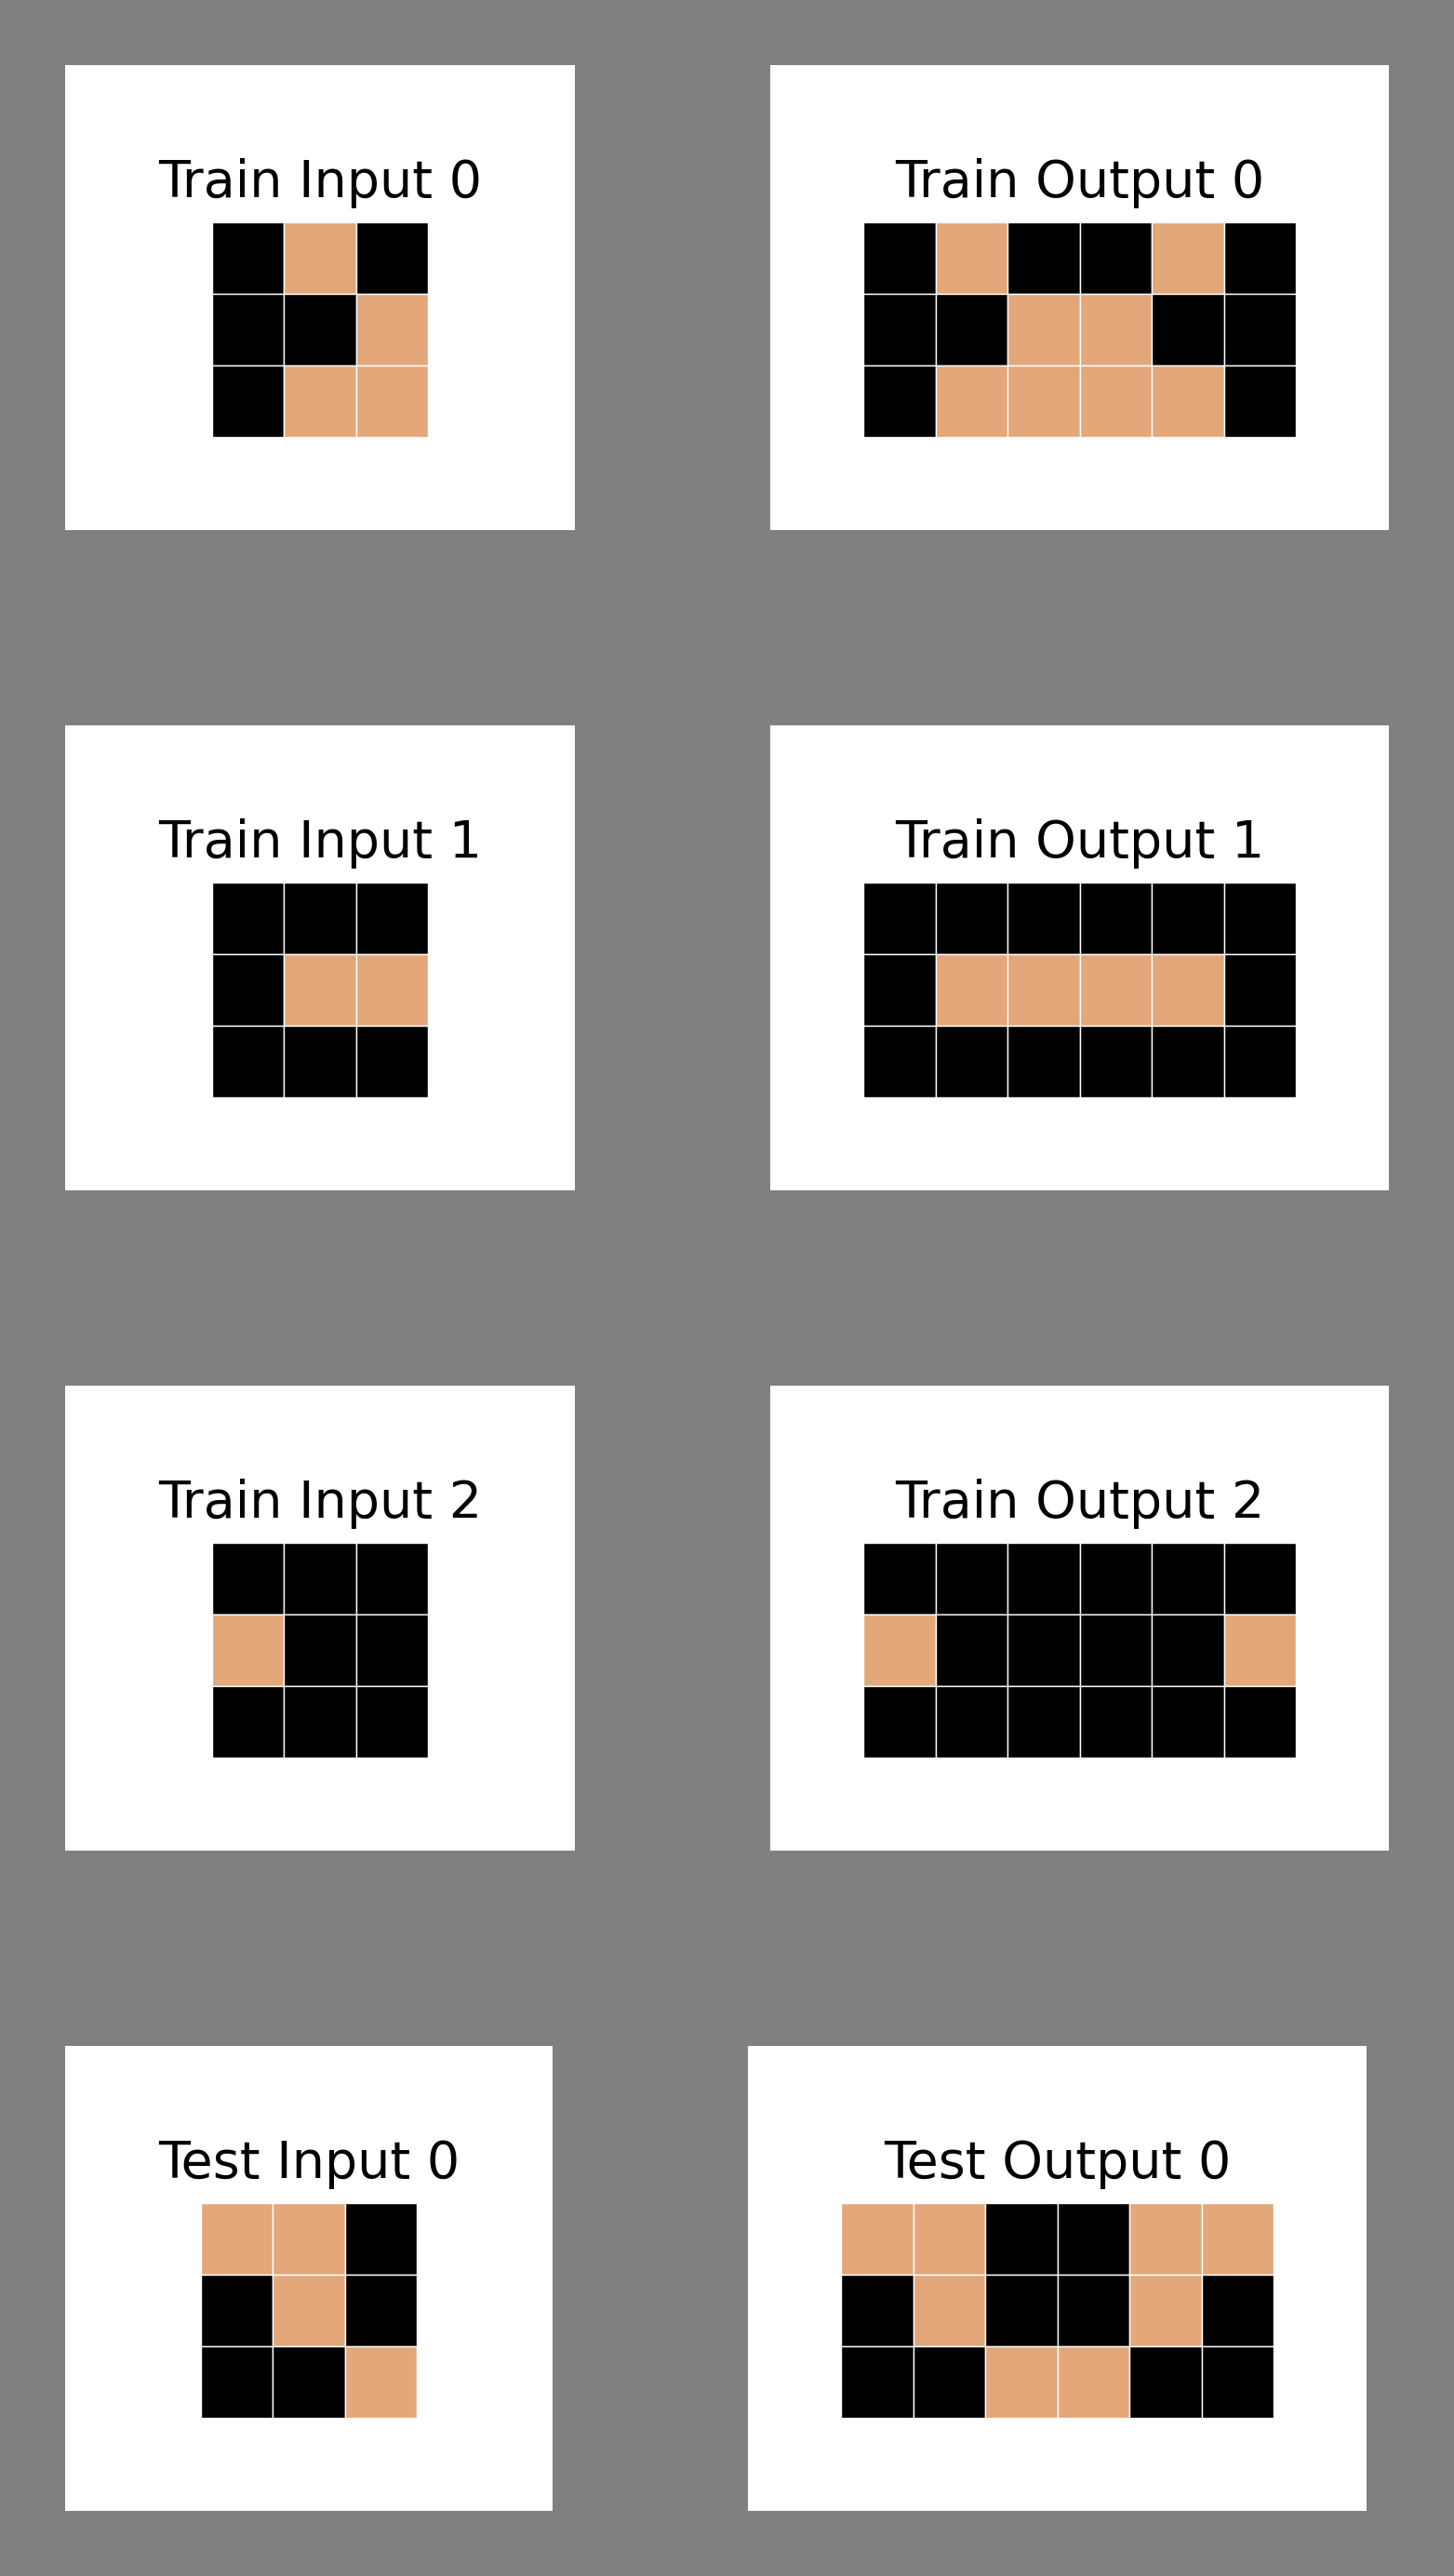 Train Input 0
Train Output 0
Train Input 1
Train Output 1
Train Input 2
Train Output 2
Test Input 0
Test Output 0